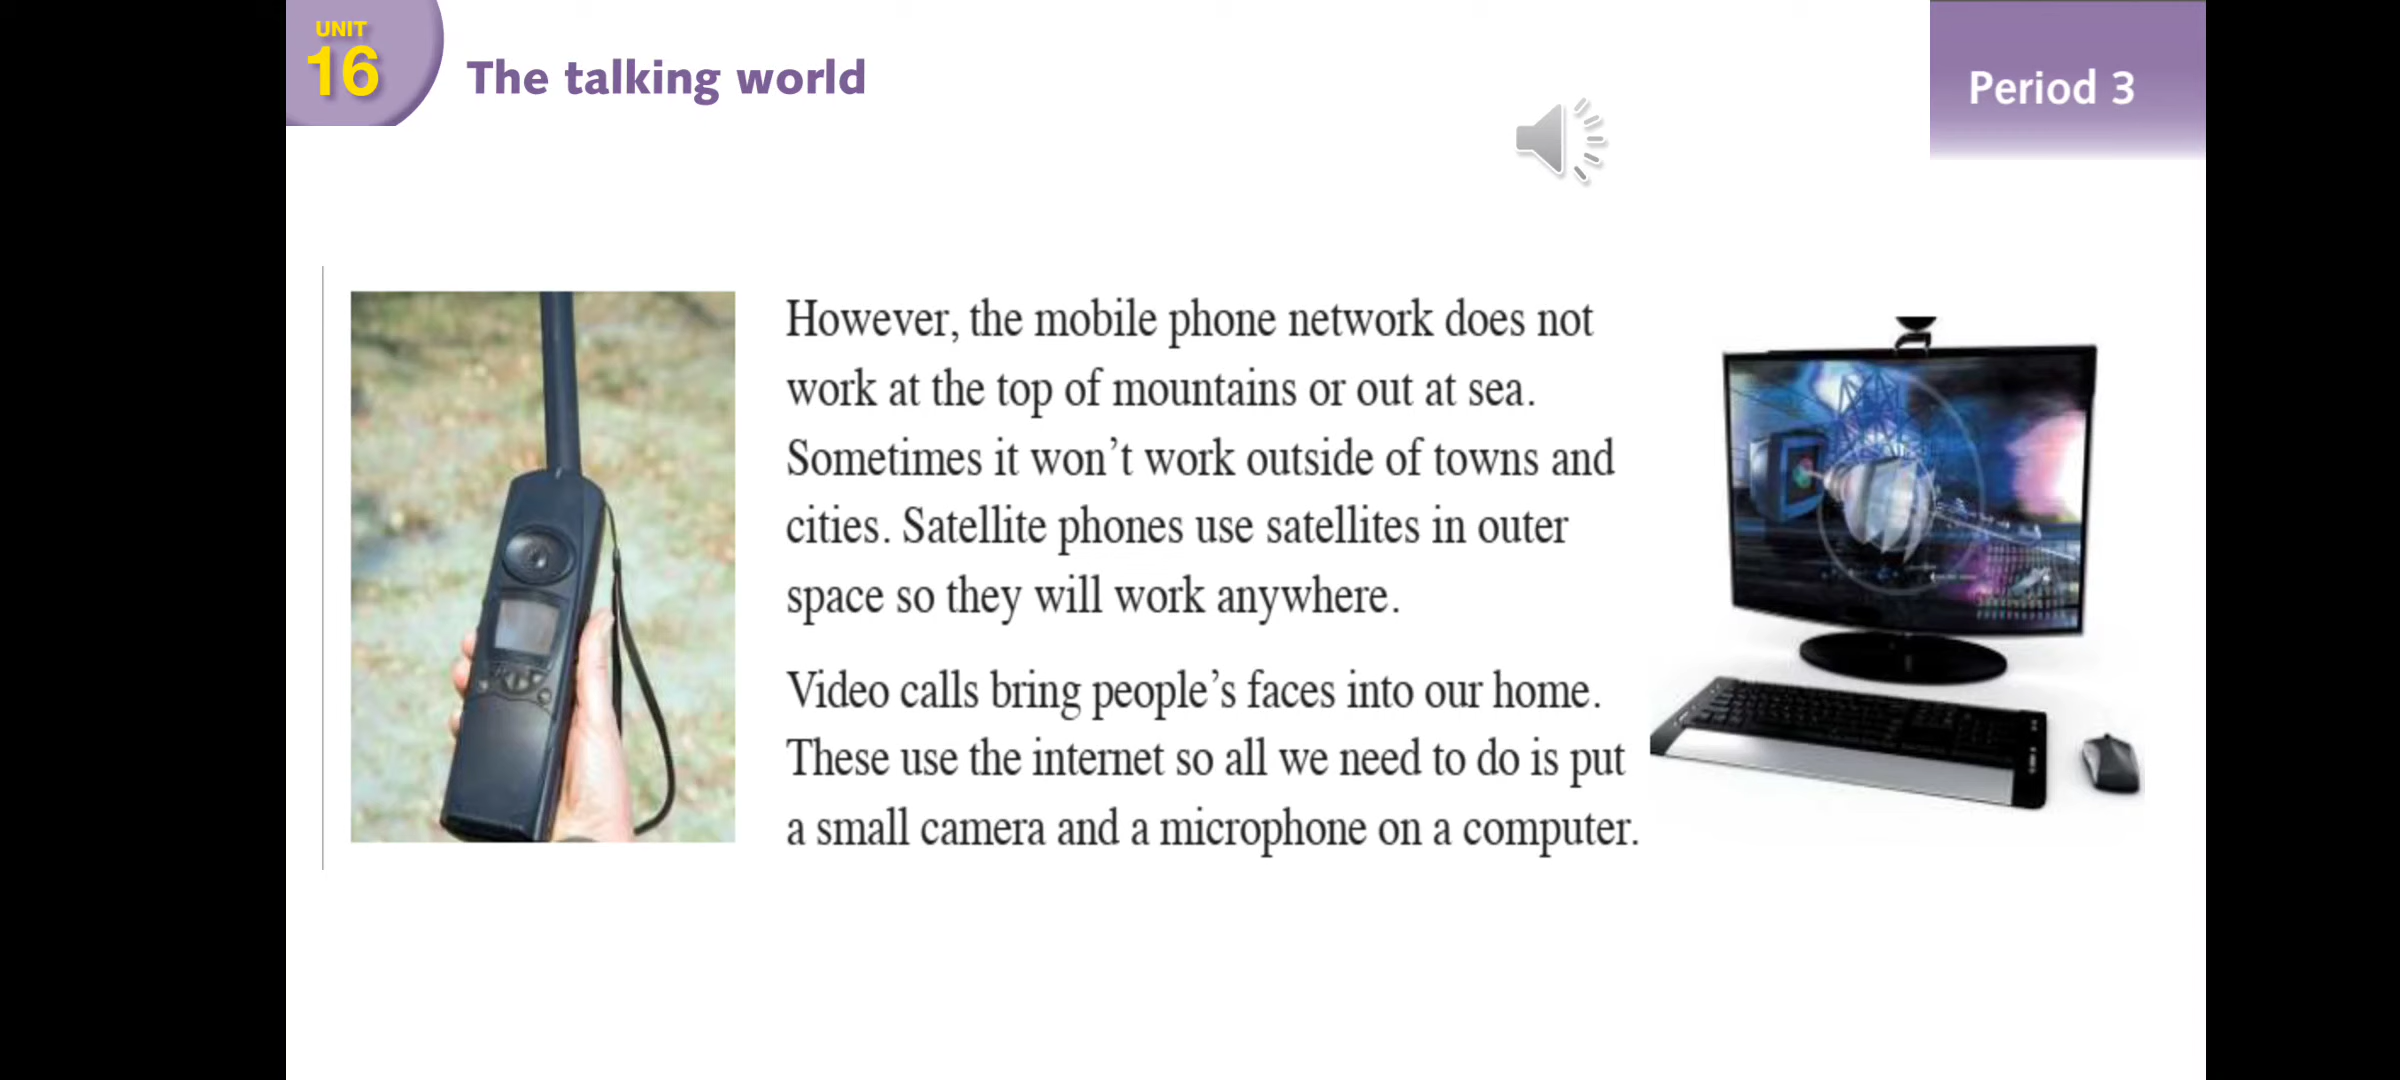 UNIT
16
The talking world
Period 3
However, the mobile phone network does not
work at the top of mountains or out at sea.
Sometimes it won’t work outside of towns and
cities. Satellite phones use satellites in outer
space so they will work anywhere.
Video calls bring people’s faces into our home.
These use the internet so all we need to do is put
a small camera and a microphone on a computer.